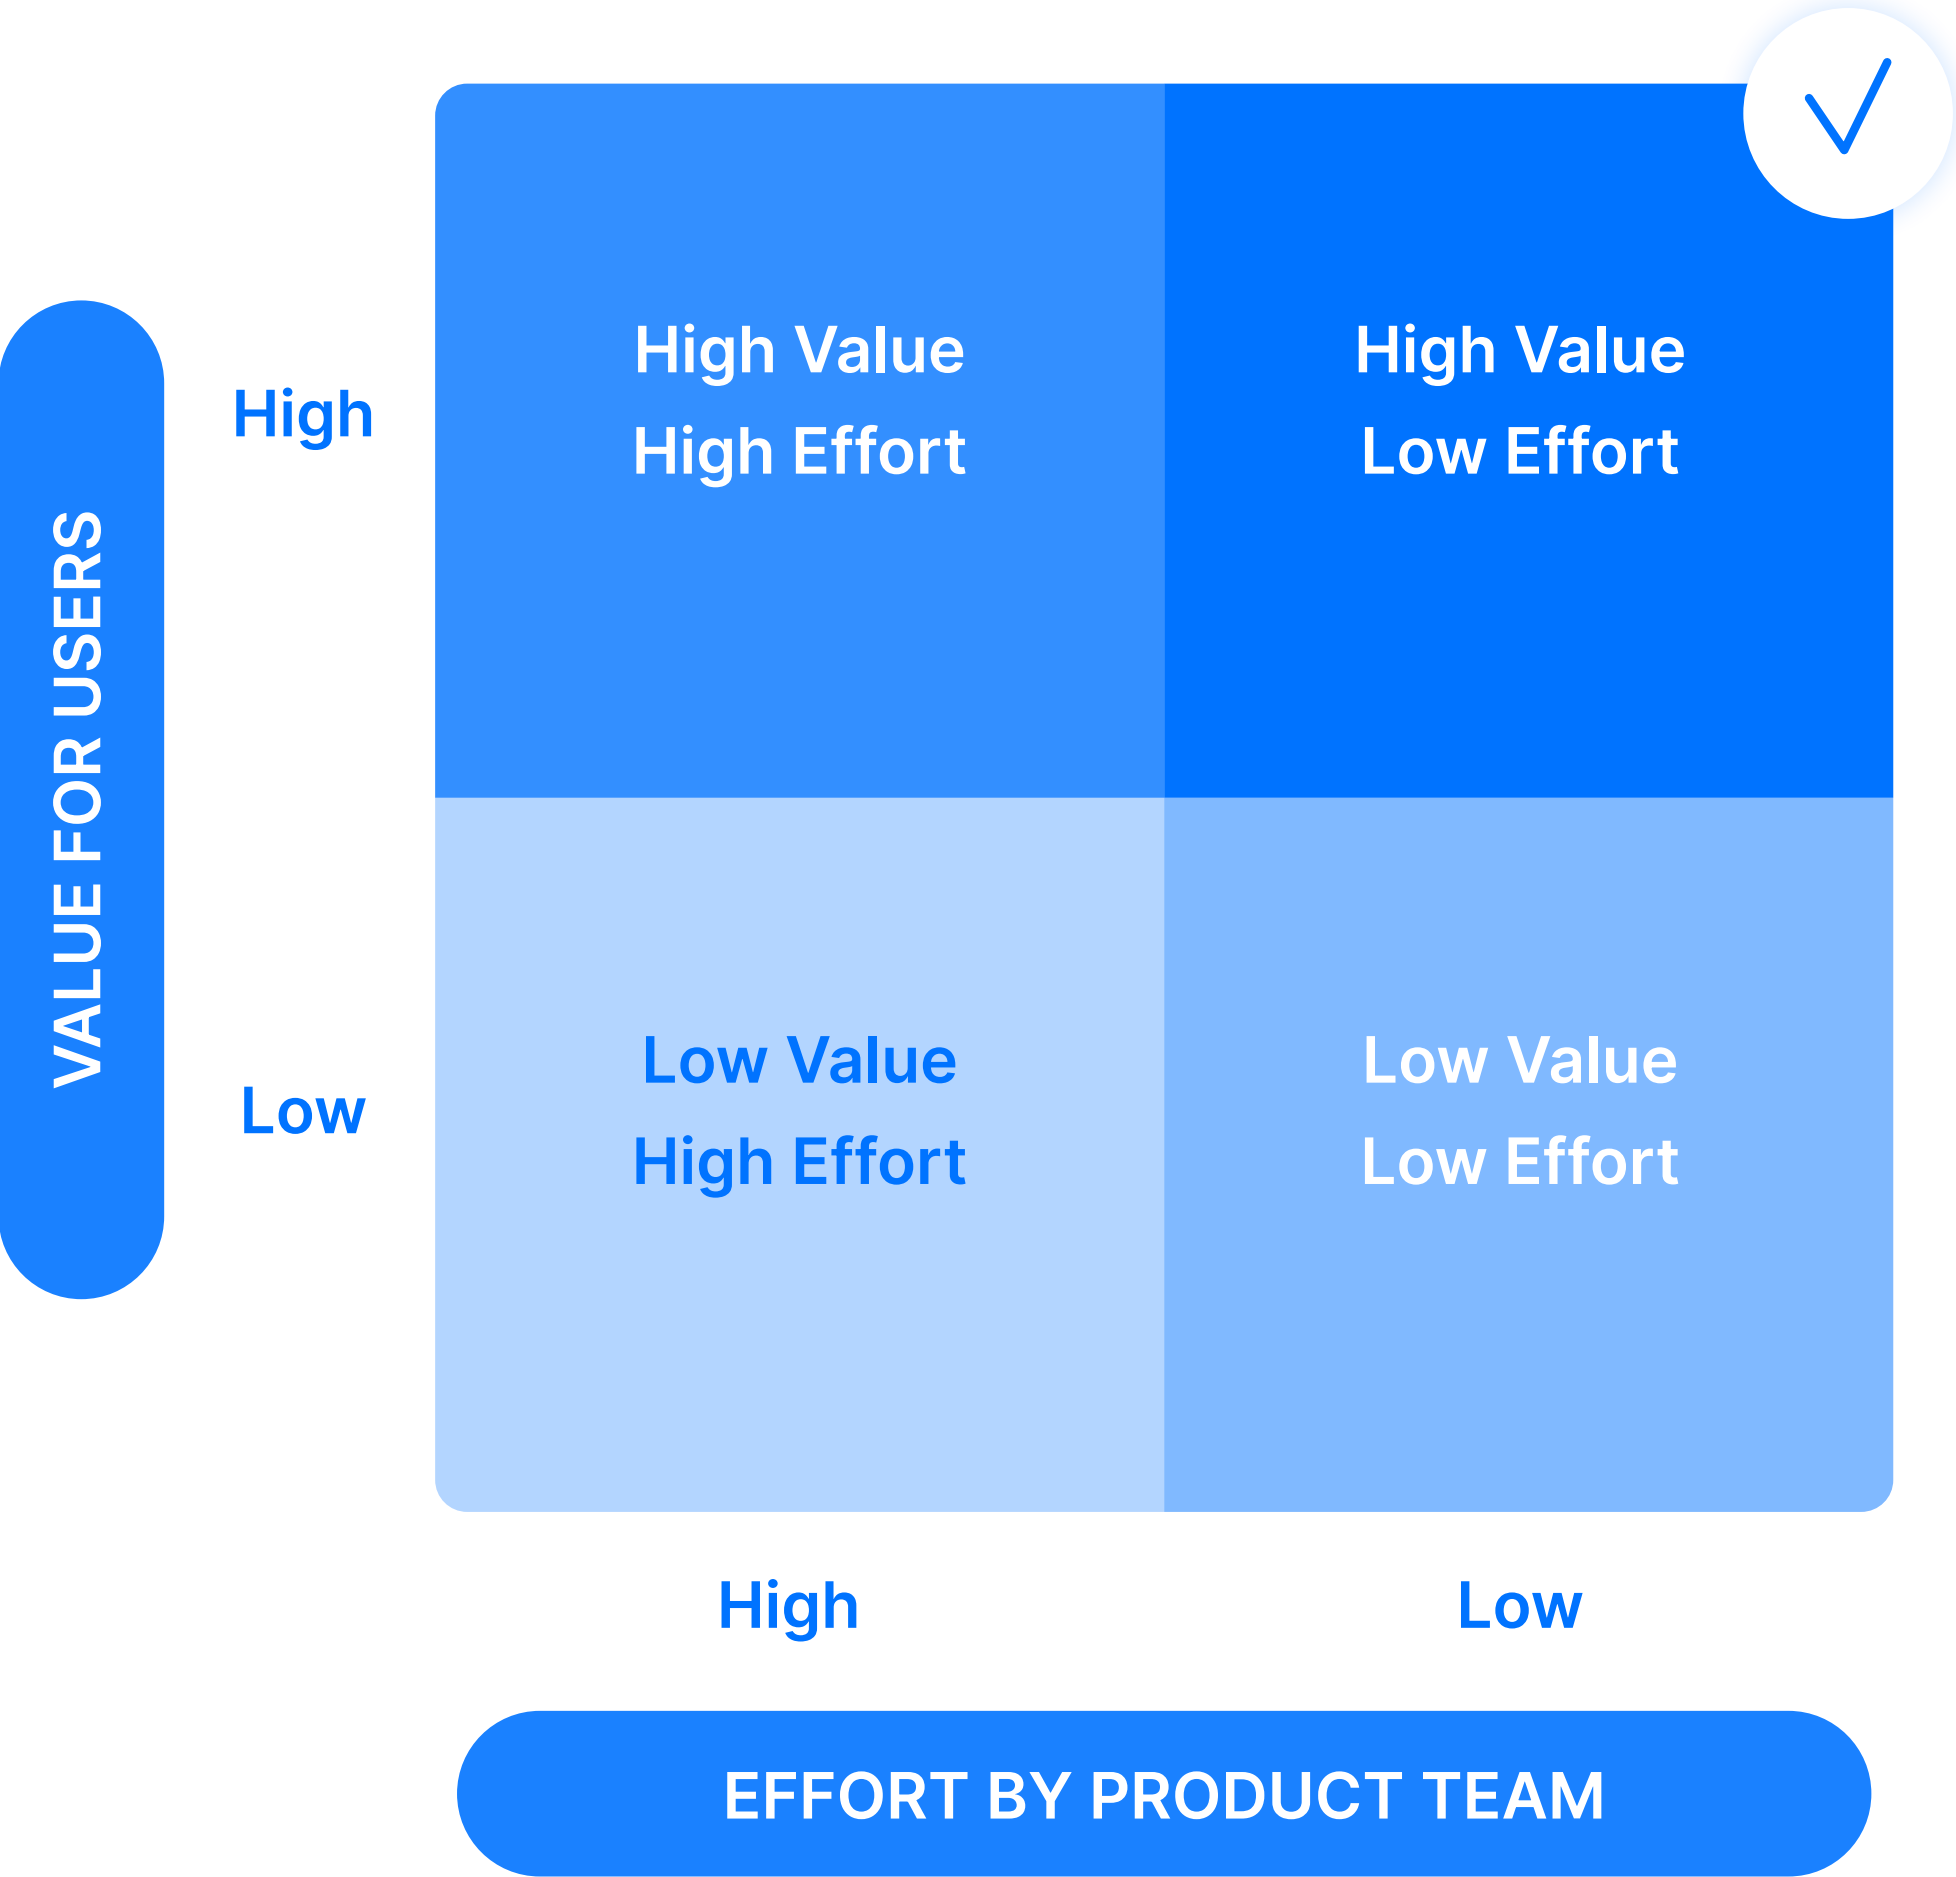 High Value
High Effort
High Value
Low Effort
High
VALUE FOR USERS
Low
Low Value
High Effort
Low Value
Low Effort
High
Low
EFFORT BY PRODUCT TEAM